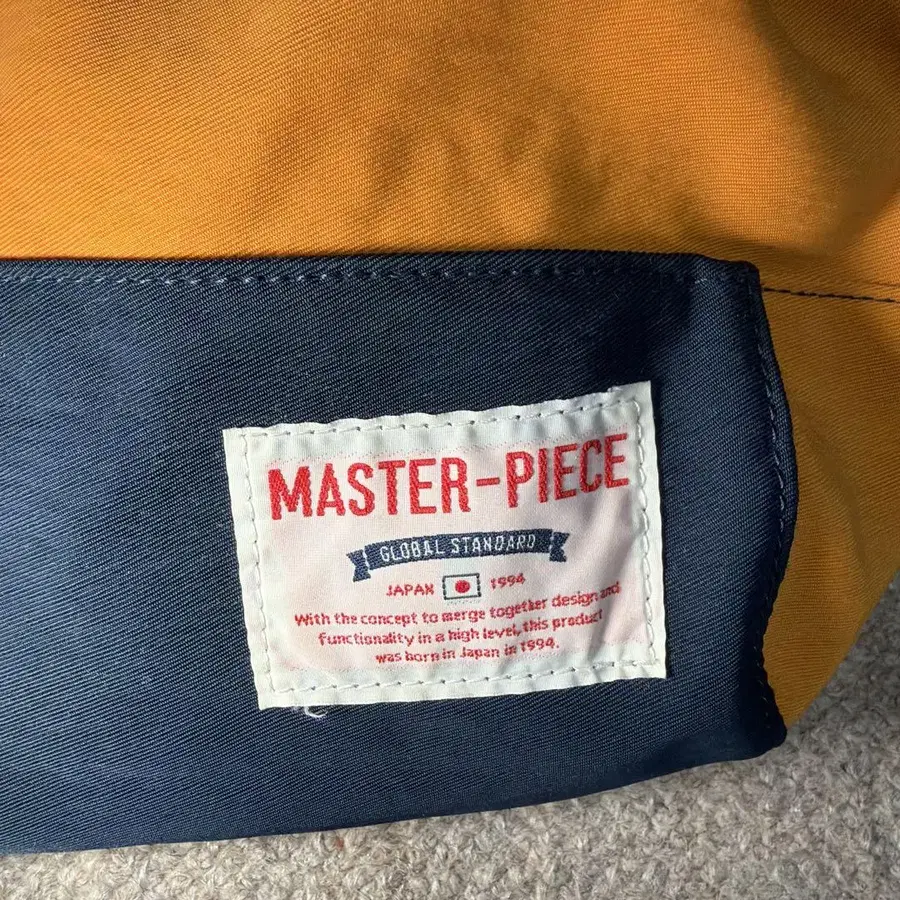 MASTER-PIECE
GLOBAL STANDARD
JAPAN 1994
With the concept to merge together design and
functionality in a high level, this product
was born in Japan in 1994.